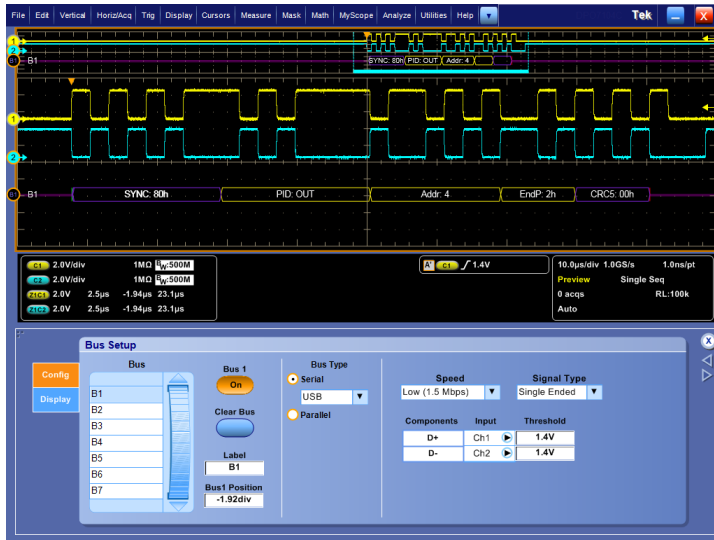 File Edit Vertical Horiz/Acq Trig Display Cursors Measure Mask Math MyScope Analyze Utilities Help Tek X
1
2
B1 B1 SYNC: 80h PID: OUT Addr: 4
1
2
B1 B1 SYNC: 80h PID: OUT Addr: 4 EndP: 2h CRC5: 00h
C1 2.0V/div 1MΩ BW:500M A' C1 1.4V 10.0µs/div 1.0GS/s 1.0ns/pt
C2 2.0V/div 1MΩ BW:500M Preview Single Seq
Z1C1 2.0V 2.5µs -1.94µs 23.1µs 0 acqs RL:100k
Z1C2 2.0V 2.5µs -1.94µs 23.1µs Auto
Bus Setup X
Config Bus Bus 1 Bus Type
On Serial Speed Signal Type
Display B1 USB Low (1.5 Mbps) Single Ended
B2 Clear Bus Parallel
B3 Components Input Threshold
B4 D+ Ch1 1.4V
B5 Label D- Ch2 1.4V
B6 B1
B7 Bus1 Position
-1.92div